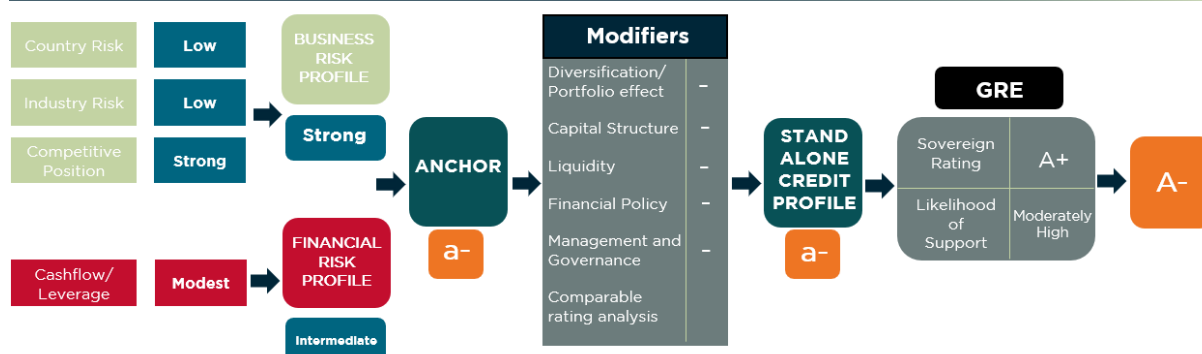 Country Risk
Low
Industry Risk
Low
Competitive
Position
Strong
BUSINESS
RISK
PROFILE
Strong
Cashflow/
Leverage
Modest
FINANCIAL
RISK
PROFILE
Intermediate
ANCHOR
a-
Modifiers
Diversification/
Portfolio effect
–
Capital Structure
–
Liquidity
–
Financial Policy
–
Management and
Governance
–
Comparable
rating analysis
STAND
ALONE
CREDIT
PROFILE
a-
GRE
Sovereign
Rating
A+
Likelihood
of
Support
Moderately
High
A-